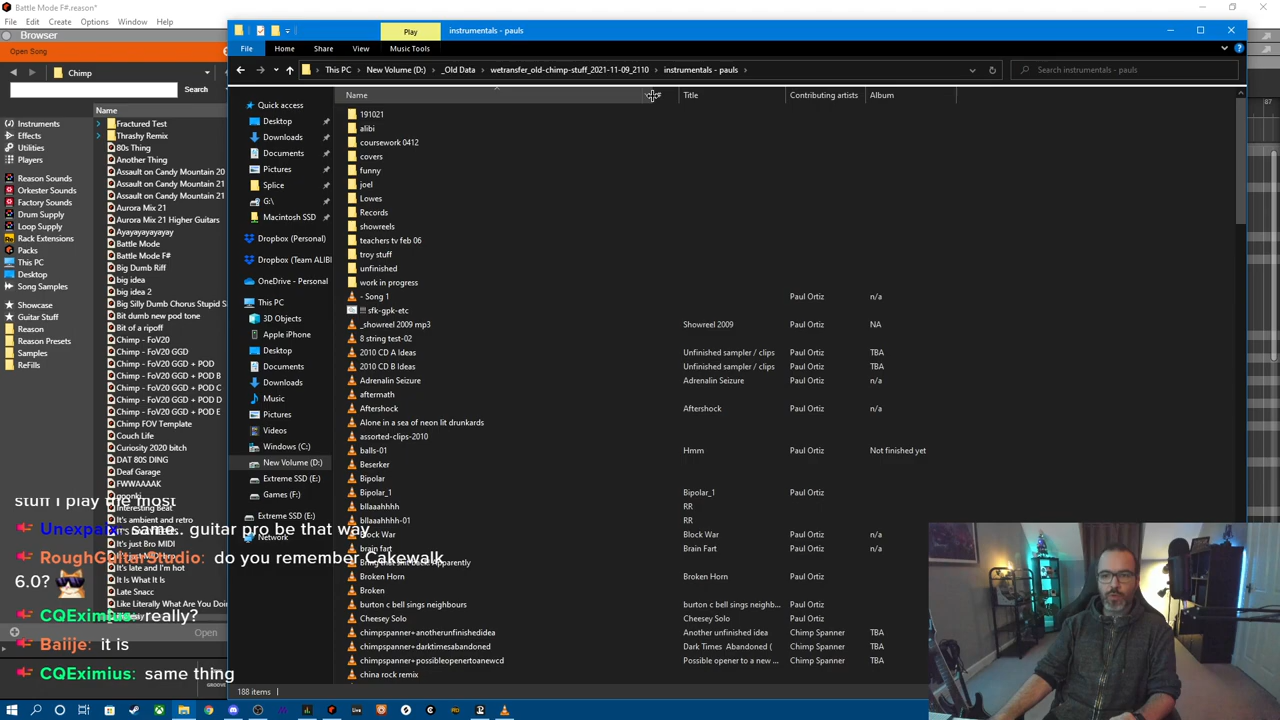 Battle Mode F#.reason*
File Edit Create Options Window Help
Browser
Open Song
Chimp
Search
Name
Instruments
Effects
Utilities
Players
Reason Sounds
Orkester Sounds
Factory Sounds
Drum Supply
Loop Supply
Rack Extensions
Packs
This PC
Desktop
Song Samples
Showcase
Guitar Stuff
Reason
Reason Presets
Samples
ReFills
Fractured Test
Thrashy Remix
80s Thing
Another Thing
Assault on Candy Mountain 20
Assault on Candy Mountain 21
Assault on Candy Mountain 21
Aurora Mix 21
Aurora Mix 21 Higher Guitars
Ayayayayayay
Battle Mode
Battle Mode F#
Big Dumb Riff
big idea
big idea 2
Big Silly Dumb Chorus Stupid S
Bit dumb new pod tone
Bit of a ripoff
Chimp - FoV20
Chimp - FoV20 GGD
Chimp - FoV20 GGD + POD
Chimp - FoV20 GGD + POD B
Chimp - FoV20 GGD + POD C
Chimp - FoV20 GGD + POD D
Chimp - FoV20 GGD + POD E
Chimp FOV Template
Couch Life
Curiosity 2020 bitch
DAT 80S DING
Deaf Garage
FWWAAAK
Interesting Beat
It's ambient and retro
It's just Bro MIDI
It's late and I'm hot
It Is What It Is
Late Snacc
Like Literally What Are You Doi
Open
stuff I play the most
Unexpaix: same.. guitar pro be that way
RoughGuitarStudio: do you remember Cakewalk
6.0?
CQEximius: really?
Baiije: it is
CQEximius: same thing
Play
instrumentals - pauls
File Home Share View Music Tools
This PC New Volume (D:) _Old Data wetransfer_old-chimp-stuff_2021-11-09_2110 instrumentals - pauls
Search instrumentals - pauls
Quick access
Desktop
Downloads
Documents
Pictures
Splice
G:\
Macintosh SSD
Dropbox (Personal)
Dropbox (Team ALIBI
OneDrive - Personal
This PC
3D Objects
Apple iPhone
Desktop
Documents
Downloads
Music
Pictures
Videos
Windows (C:)
New Volume (D:)
Extreme SSD (E:)
Games (F:)
Extreme SSD (E:)
Network
Name # Title Contributing artists Album
191021
alibi
coursework 0412
covers
funny
joel
Lowes
Records
showreels
teachers tv feb 06
troy stuff
unfinished
work in progress
- Song 1 Paul Ortiz n/a
!!! sfk-gpk-etc
_showreel 2009 mp3 Showreel 2009 Paul Ortiz NA
8 string test-02
2010 CD A Ideas Unfinished sampler / clips Paul Ortiz TBA
2010 CD B Ideas Unfinished sampler / clips Paul Ortiz TBA
Adrenalin Seizure Adrenalin Seizure Paul Ortiz n/a
aftermath
Aftershock Aftershock Paul Ortiz n/a
Alone in a sea of neon lit drunkards
assorted-clips-2010
balls-01 Hmm Paul Ortiz Not finished yet
Beserker
Bipolar
Bipolar_1 Bipolar_1 Paul Ortiz
bllaaahhhh RR
bllaaahhhh-01 RR
Block War Block War Paul Ortiz n/a
brain fart Brain Fart Paul Ortiz n/a
Bring that shit back apparently
Broken Horn Broken Horn Paul Ortiz
Broken
burton c bell sings neighbours burton c bell sings neighb... Paul Ortiz
Cheesey Solo Paul Ortiz
chimpspanner+anotherunfinishedidea Another unfinished idea Chimp Spanner TBA
chimpspanner+darktimesabandoned Dark Times Abandoned ( Chimp Spanner TBA
chimpspanner+possibleopenertoanewcd Possible opener to a new ... Chimp Spanner TBA
china rock remix
188 items